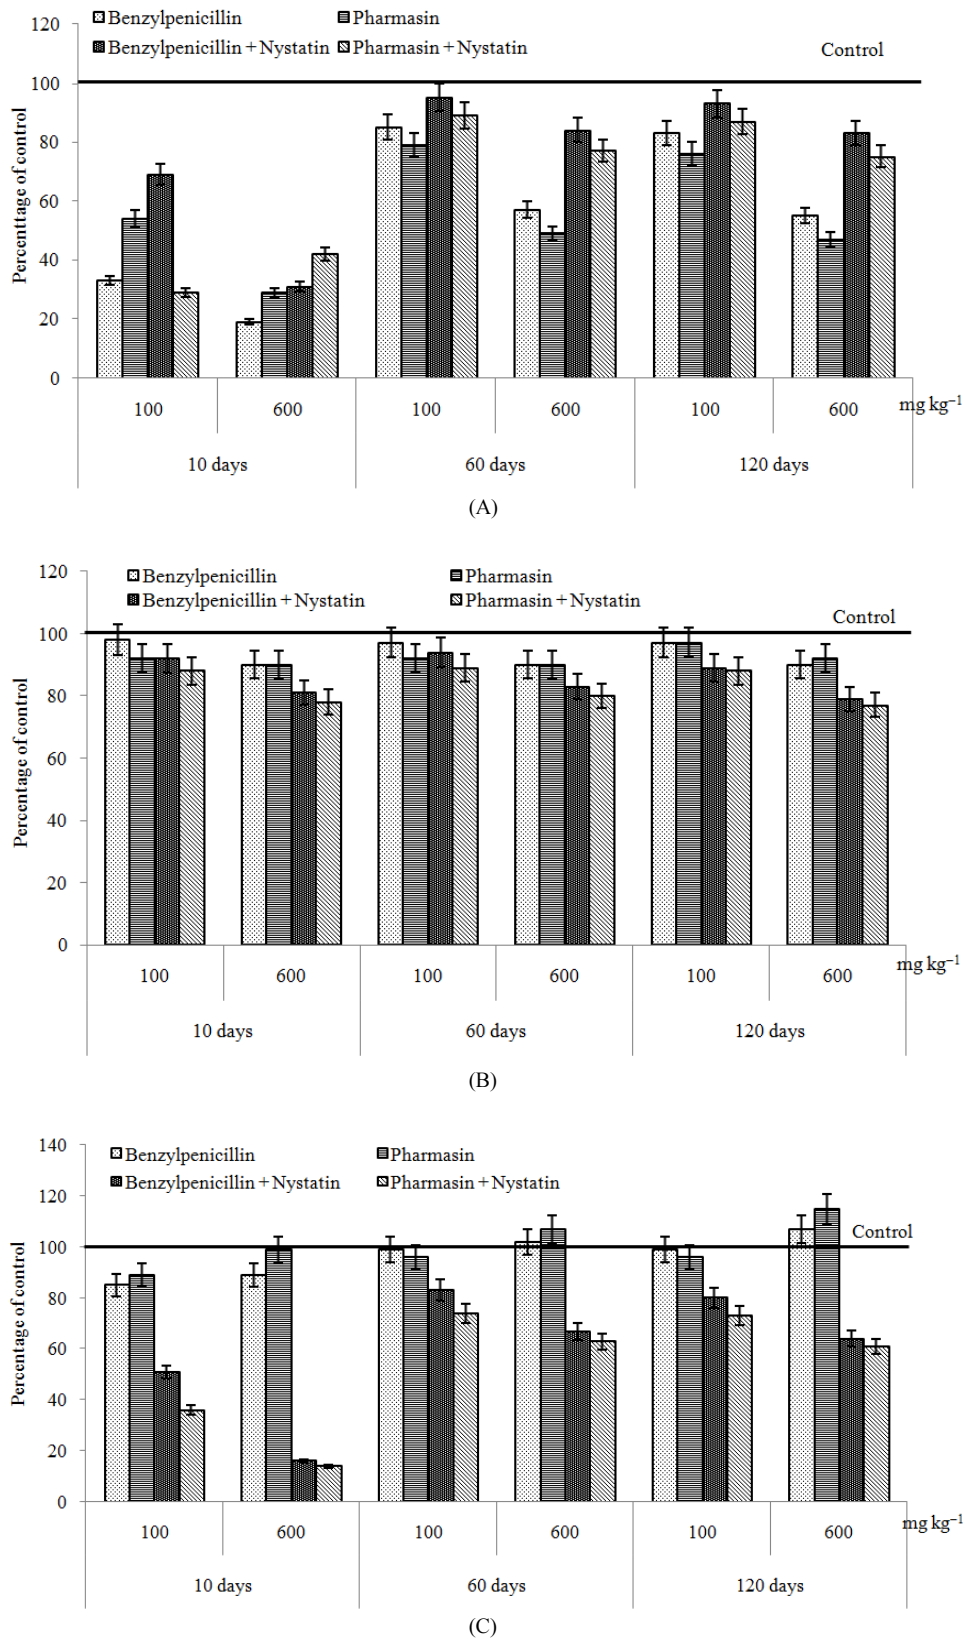 Benzylpenicillin Pharmasin
Benzylpenicillin + Nystatin Pharmasin + Nystatin
Control
Percenttage of control
120
100
80
60
40
20
0
100 600 100 600 100 600 mg kg⁻¹
10 days 60 days 120 days
(A)
Benzylpenicillin Pharmasin
Benzylpenicillin + Nystatin Pharmasin + Nystatin
Control
Percentage of control
120
100
80
60
40
20
0
100 600 100 600 100 600 mg kg⁻¹
10 days 60 days 120 days
(B)
Benzylpenicillin Pharmasin
Benzylpenicillin + Nystatin Pharmasin + Nystatin
Control
Percentage of control
140
120
100
80
60
40
20
0
100 600 100 600 100 600 mg kg⁻¹
10 days 60 days 120 days
(C)